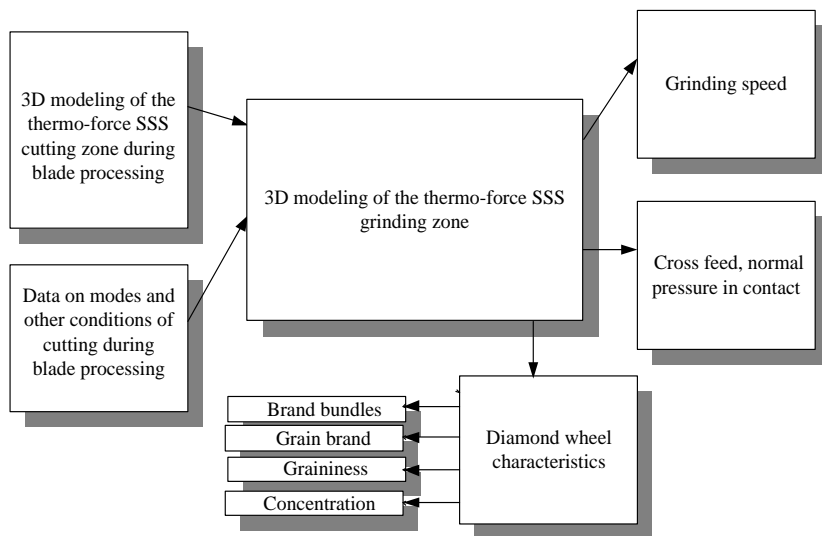 3D modeling of the
thermo-force SSS
cutting zone during
blade processing
Data on modes and
other conditions of
cutting during
blade processing
3D modeling of the thermo-force SSS
grinding zone
Grinding speed
Cross feed, normal
pressure in contact
Diamond wheel
characteristics
Brand bundles
Grain brand
Graininess
Concentration